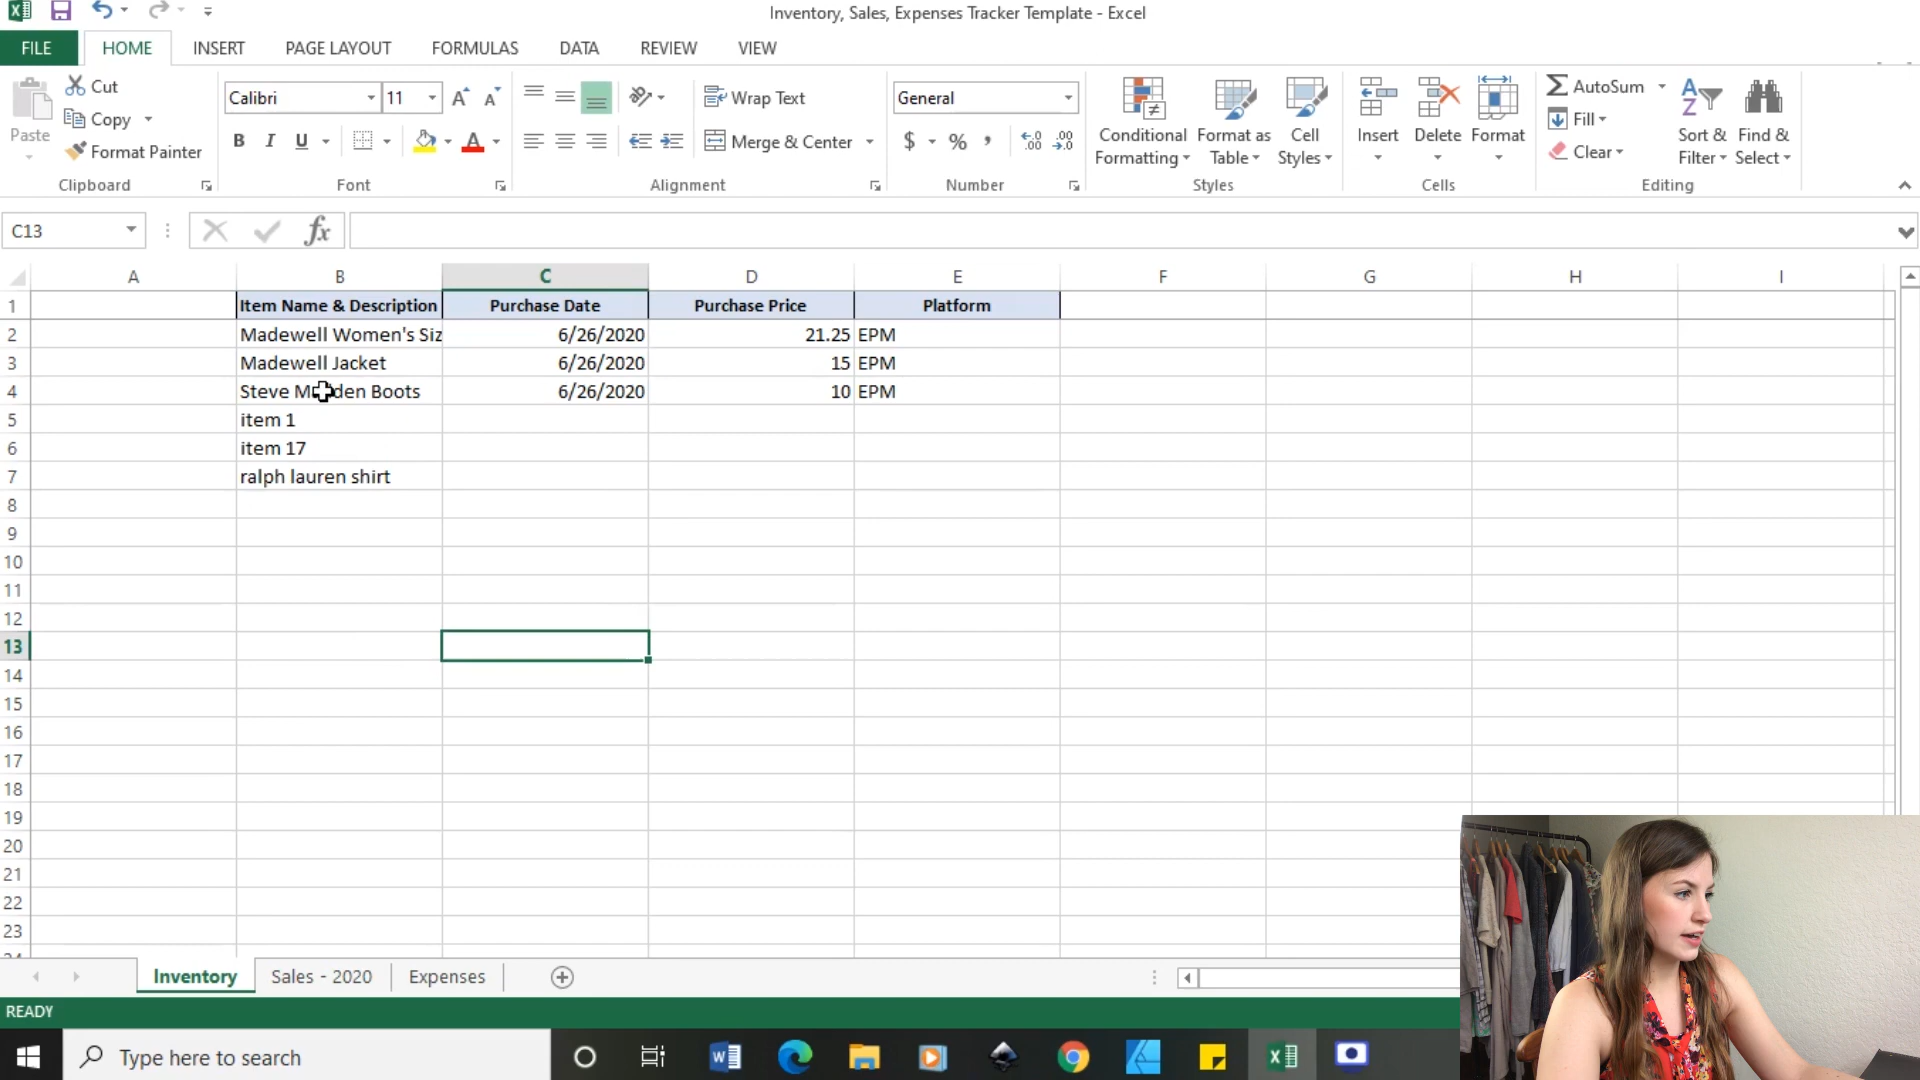 Inventory, Sales, Expenses Tracker Template - Excel
FILE HOME INSERT PAGE LAYOUT FORMULAS DATA REVIEW VIEW
Paste
Cut
Copy
Format Painter
Clipboard
Calibri 11
B I U A
Font
Wrap Text
Merge & Center
Alignment
General
$ % ,
Number
Conditional Formatting
Format as Table
Cell Styles
Styles
Insert
Delete
Format
Cells
AutoSum
Fill
Clear
Sort & Filter
Find & Select
Editing
C13
fx
A B C D E F G H I
1 Item Name & Description Purchase Date Purchase Price Platform
2 Madewell Women's Siz 6/26/2020 21.25 EPM
3 Madewell Jacket 6/26/2020 15 EPM
4 Steve Madden Boots 6/26/2020 10 EPM
5 item 1
6 item 17
7 ralph lauren shirt
8
9
10
11
12
13
14
15
16
17
18
19
20
21
22
23
Inventory Sales - 2020 Expenses
READY
Type here to search